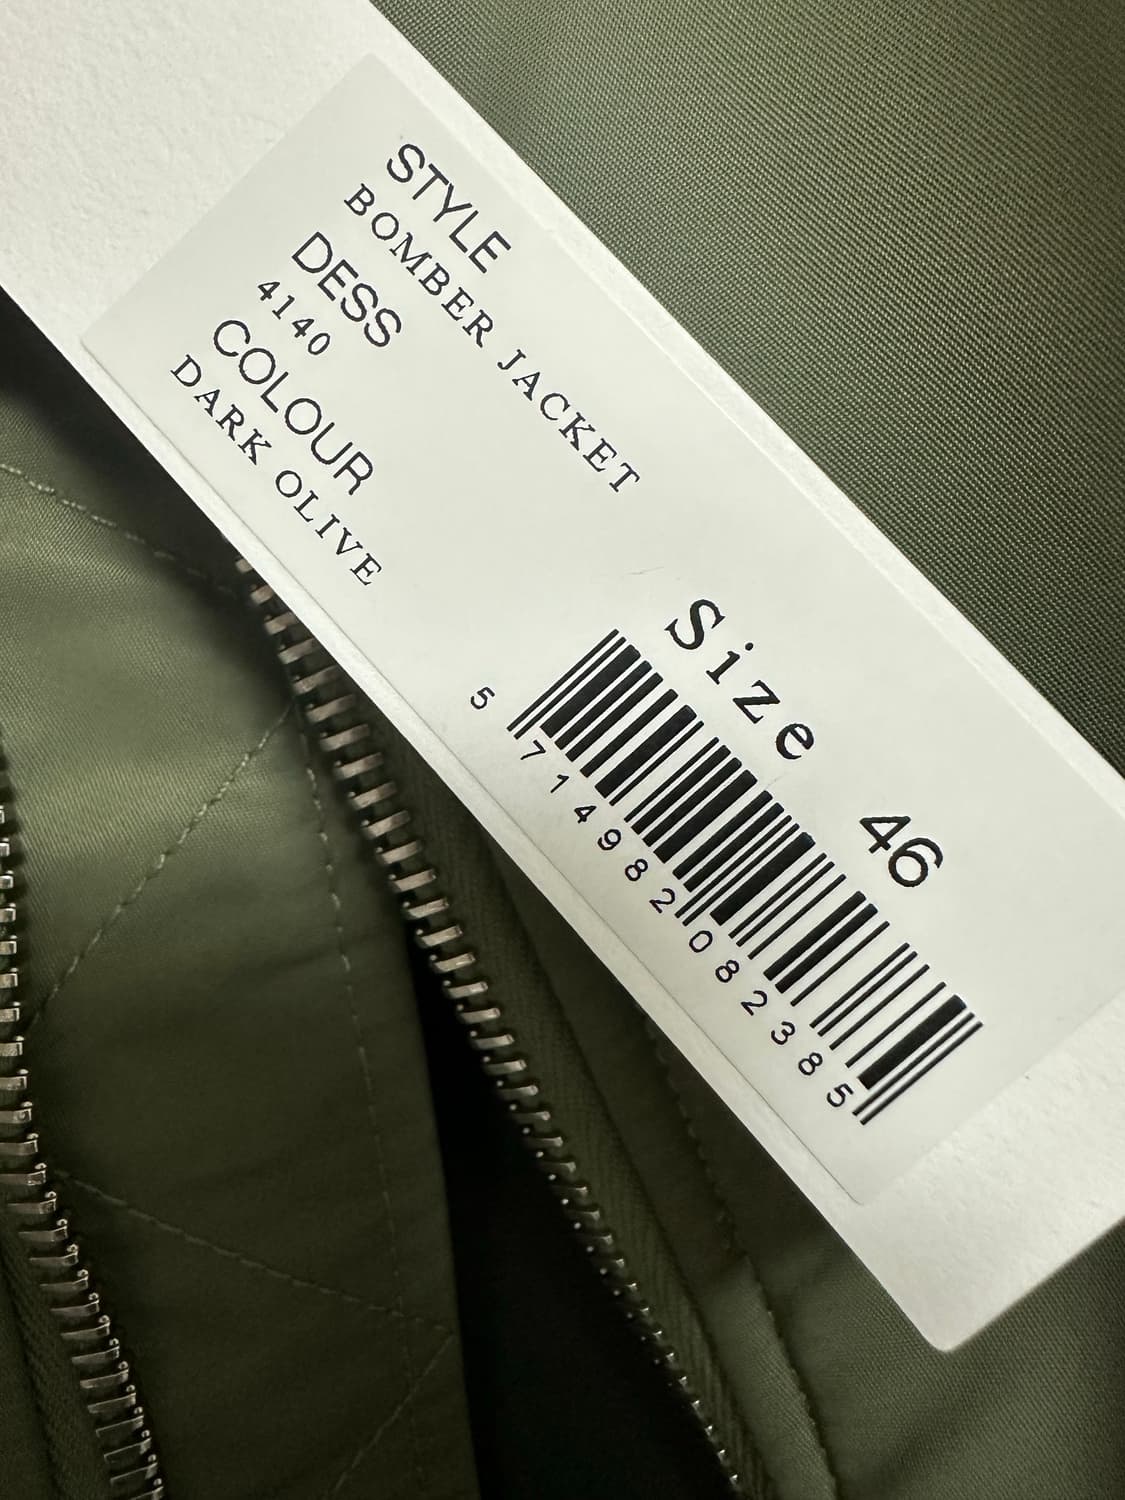 STYLE
BOMBER JACKET
DESS
4140
COLOUR
DARK OLIVE
Size 46
5 714982 082385